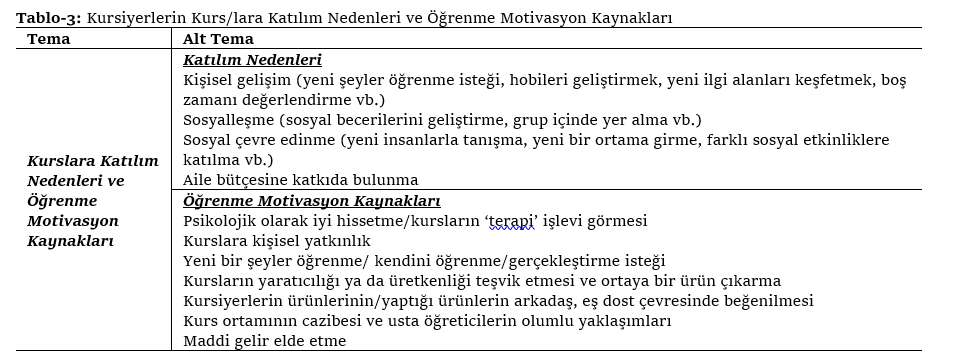 Tablo-3: Kursiyerlerin Kurs/lara Katılım Nedenleri ve Öğrenme Motivasyon Kaynakları
Tema
Alt Tema
Kurslara Katılım
Nedenleri ve
Öğrenme
Motivasyon
Kaynakları
Katılım Nedenleri
Kişisel gelişim (yeni şeyler öğrenme isteği, hobileri geliştirmek, yeni ilgi alanları keşfetmek, boş
zamanı değerlendirme vb.)
Sosyalleşme (sosyal becerilerini geliştirme, grup içinde yer alma vb.)
Sosyal çevre edinme (yeni insanlarla tanışma, yeni bir ortama girme, farklı sosyal etkinliklere
katılma vb.)
Aile bütçesine katkıda bulunma
Öğrenme Motivasyon Kaynakları
Psikolojik olarak iyi hissetme/kursların ‘terapi’ işlevi görmesi
Kurslara kişisel yatkınlık
Yeni bir şeyler öğrenme/ kendini öğrenme/gerçekleştirme isteği
Kursların yaratıcılığı ya da üretkenliği teşvik etmesi ve ortaya bir ürün çıkarma
Kursiyerlerin ürünlerinin/yaptığı ürünlerin arkadaş, eş dost çevresinde beğenilmesi
Kurs ortamının cazibesi ve usta öğreticilerin olumlu yaklaşımları
Maddi gelir elde etme